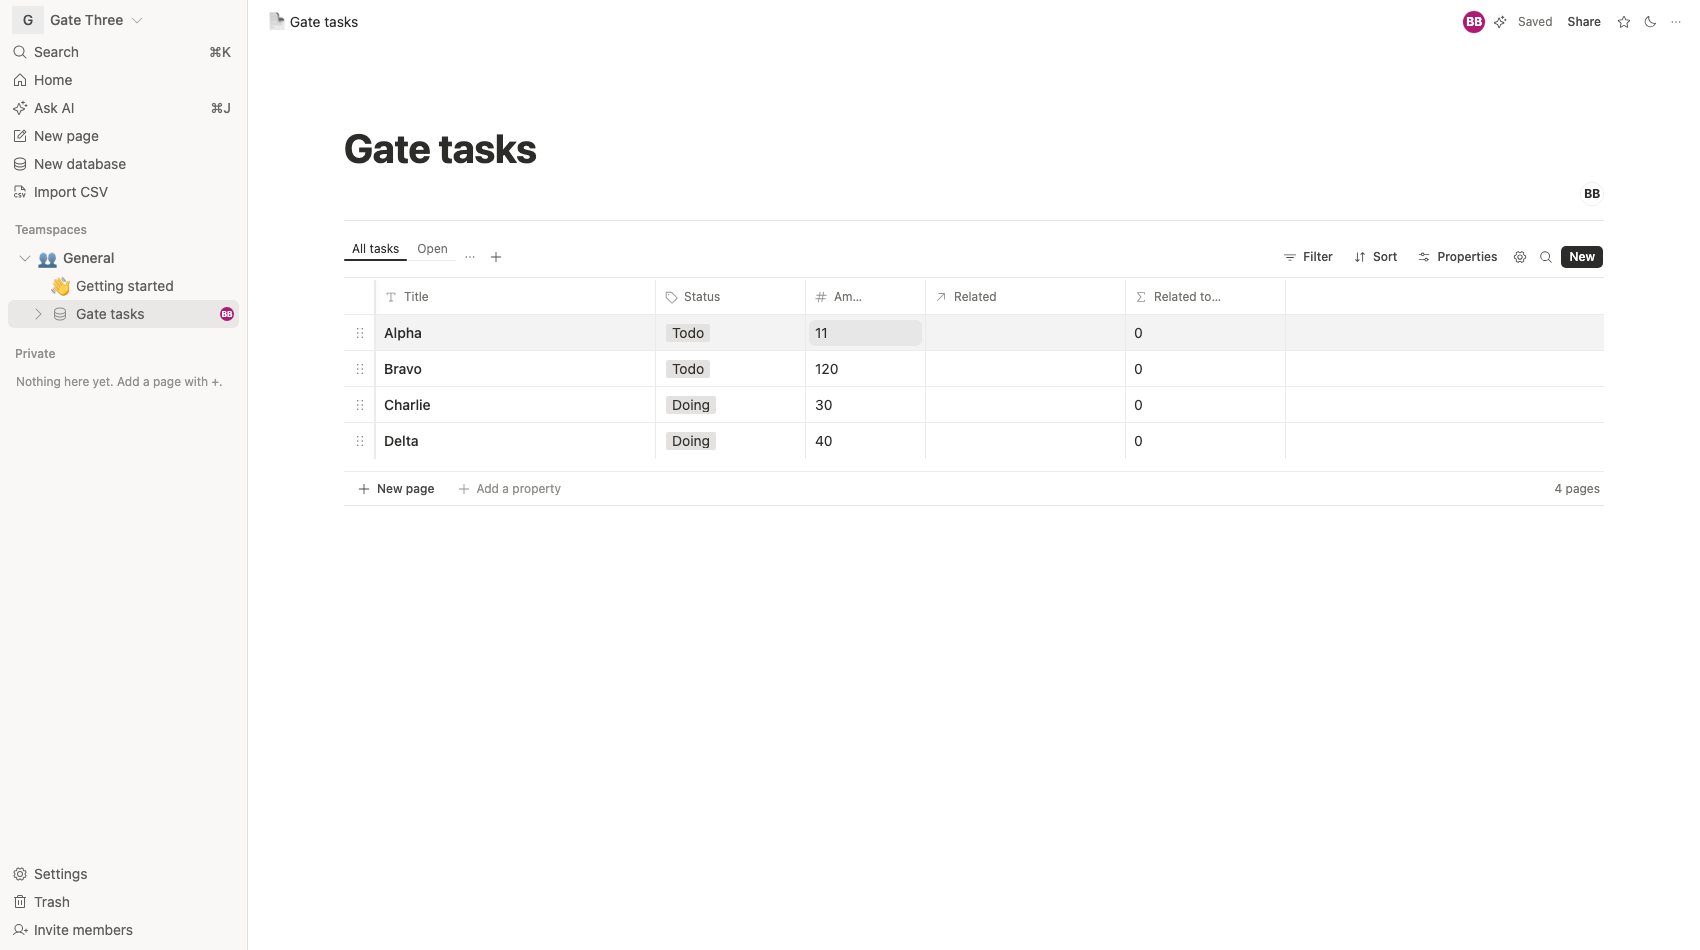 G Gate Three
Search ⌘K
Home
Ask AI ⌘J
New page
New database
Import CSV
Teamspaces
General
Getting started
Gate tasks BB
Private
Nothing here yet. Add a page with +.
Settings
Trash
Invite members
Gate tasks
BB Saved Share
Gate tasks
BB
All tasks Open
Filter Sort Properties New
Title Status Am... Related Related to...
Alpha Todo 11 0
Bravo Todo 120 0
Charlie Doing 30 0
Delta Doing 40 0
New page Add a property 4 pages